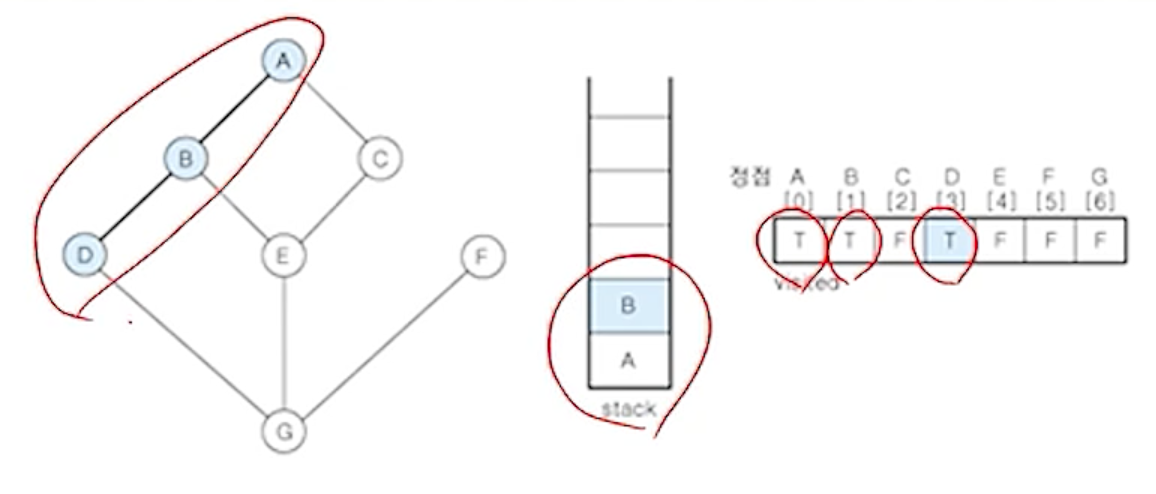 A
B
C
D
E
F
G
B
A
stack
정점 A B C D E F G
[0] [1] [2] [3] [4] [5] [6]
T T F T F F F
visited